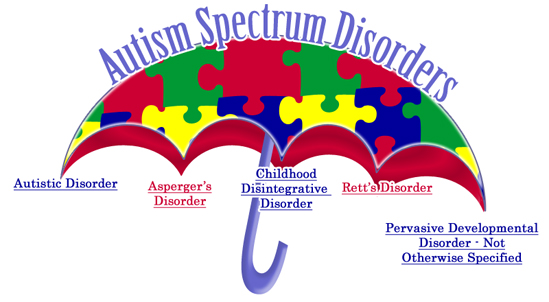 Autism Spectrum Disorders
Autistic Disorder
Asperger's
Disorder
Childhood
Disintegrative
Disorder
Rett's Disorder
Pervasive Developmental
Disorder - Not
Otherwise Specified